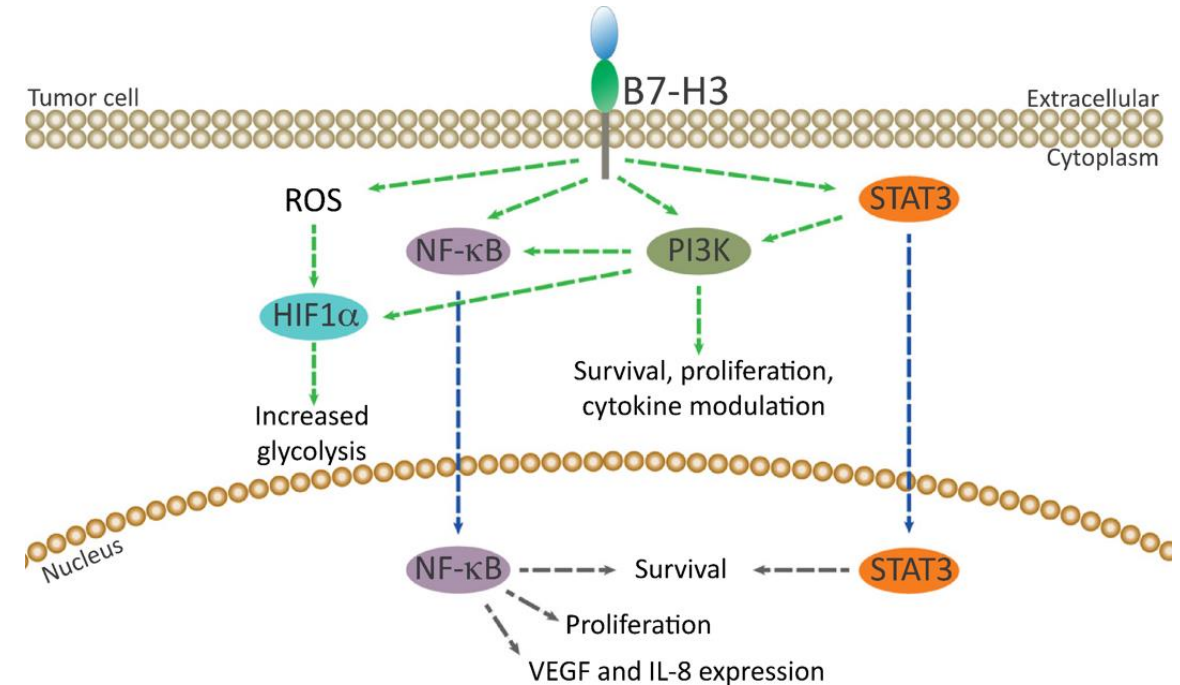 B7-H3
Tumor cell
Extracellular
Cytoplasm
ROS
STAT3
NF-κB
PI3K
HIF1α
Survival, proliferation,
cytokine modulation
Increased
glycolysis
Nucleus
NF-κB
Survival
STAT3
Proliferation
VEGF and IL-8 expression